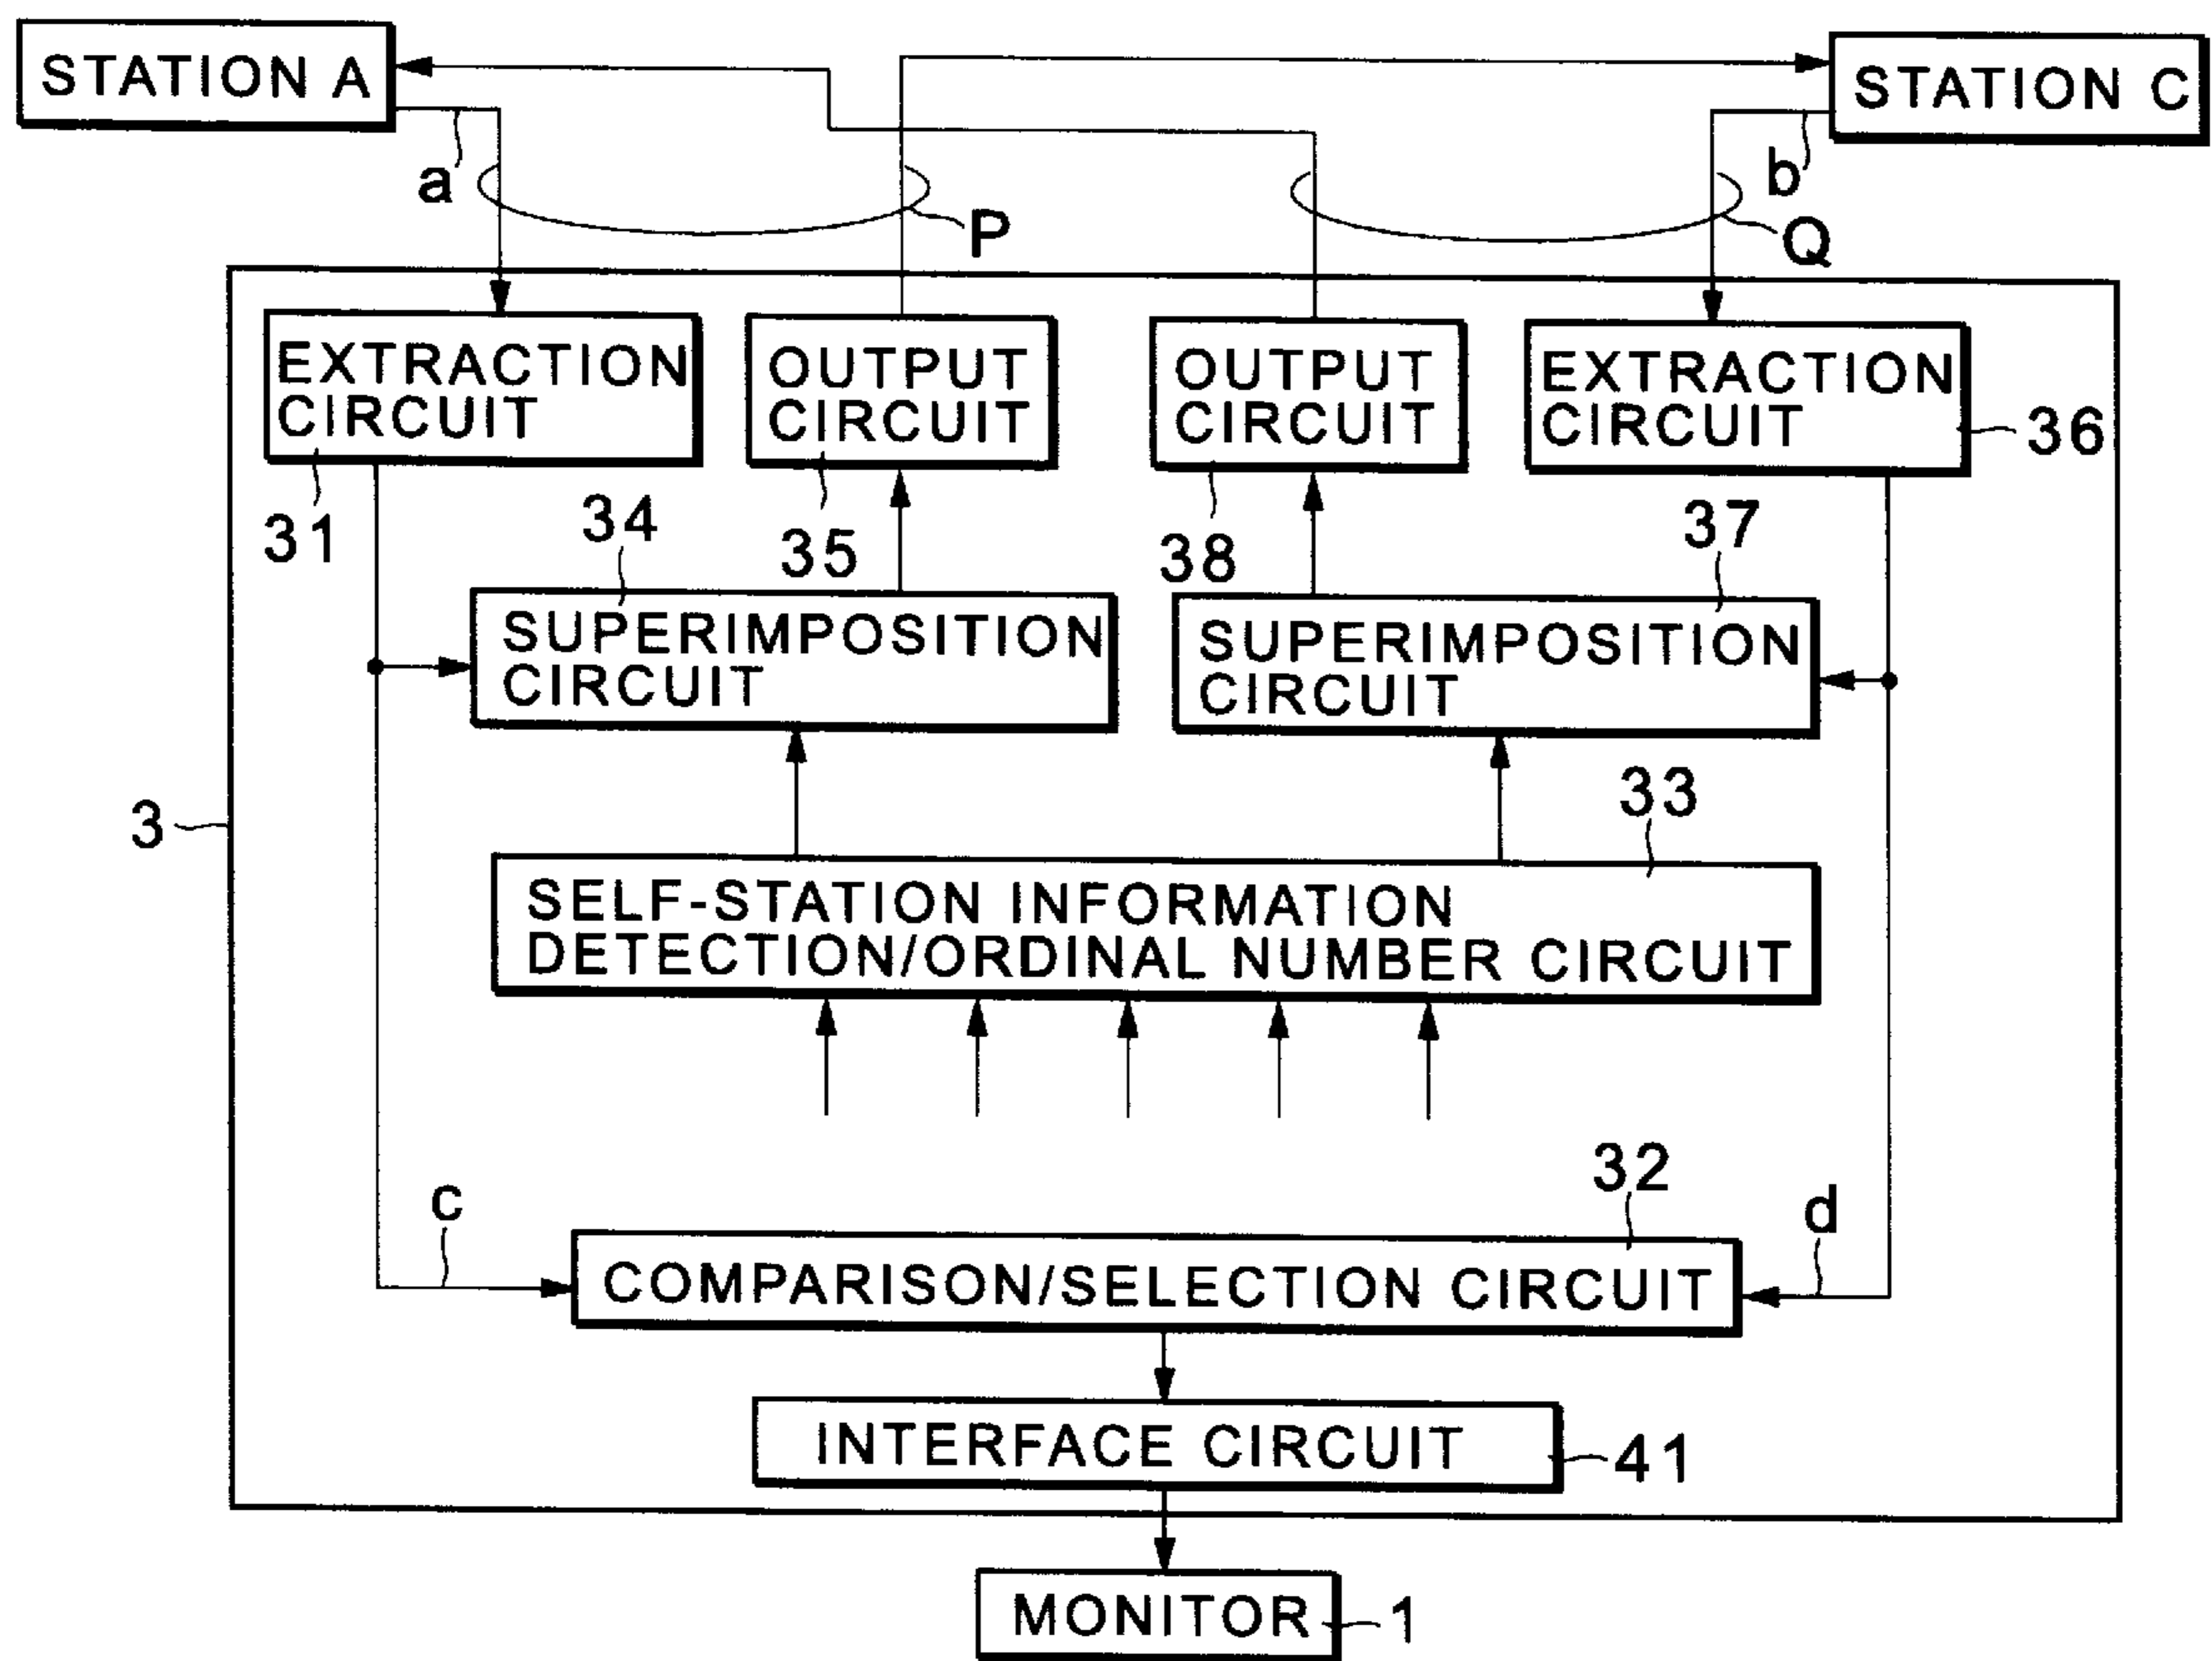 STATION A
STATION C
a
P
b
Q
EXTRACTION
CIRCUIT
OUTPUT
CIRCUIT
OUTPUT
CIRCUIT
EXTRACTION
CIRCUIT
36
31
34
35
38
37
SUPERIMPOSITION
CIRCUIT
SUPERIMPOSITION
CIRCUIT
3
33
SELF-STATION INFORMATION
DETECTION/ORDINAL NUMBER CIRCUIT
32
c
d
COMPARISON/SELECTION CIRCUIT
INTERFACE CIRCUIT
41
MONITOR
1